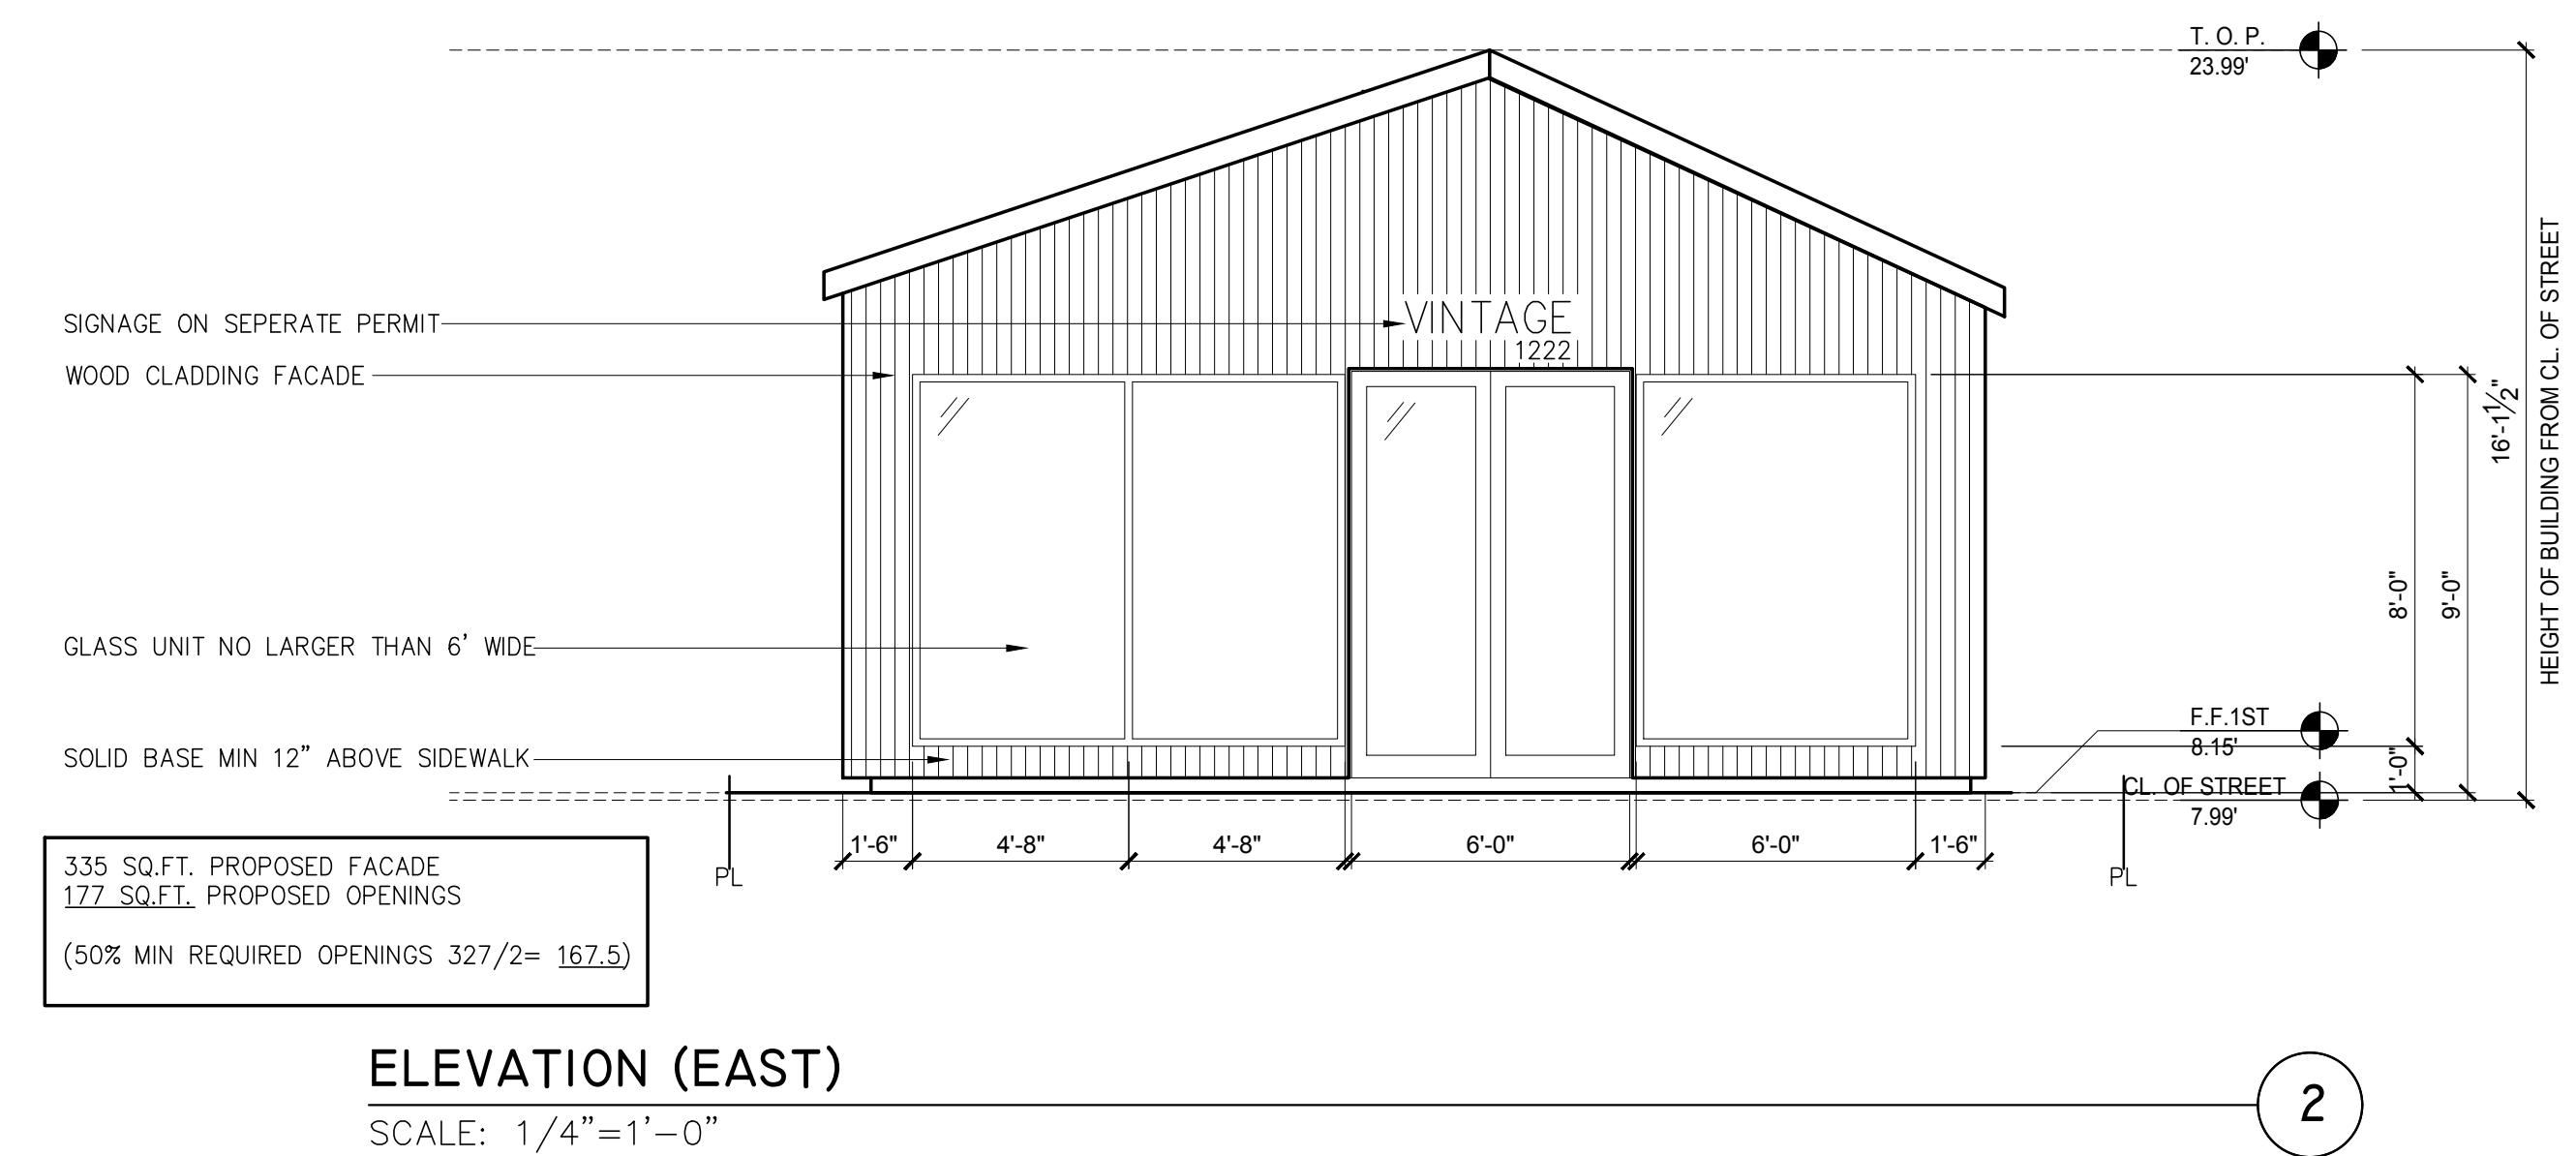 T. O. P.
23.99'
SIGNAGE ON SEPERATE PERMIT
VINTAGE
1222
WOOD CLADDING FACADE
GLASS UNIT NO LARGER THAN 6' WIDE
SOLID BASE MIN 12" ABOVE SIDEWALK
8'-0"
9'-0"
16'-1½"
HEIGHT OF BUILDING FROM CL. OF STREET
F.F.1ST
8.15'
1'-0"
CL. OF STREET
7.99'
1'-6"
4'-8"
4'-8"
6'-0"
6'-0"
1'-6"
PL
PL
335 SQ.FT. PROPOSED FACADE
177 SQ.FT. PROPOSED OPENINGS
(50% MIN REQUIRED OPENINGS 327/2= 167.5)
ELEVATION (EAST)
SCALE: 1/4"=1'-0"
2